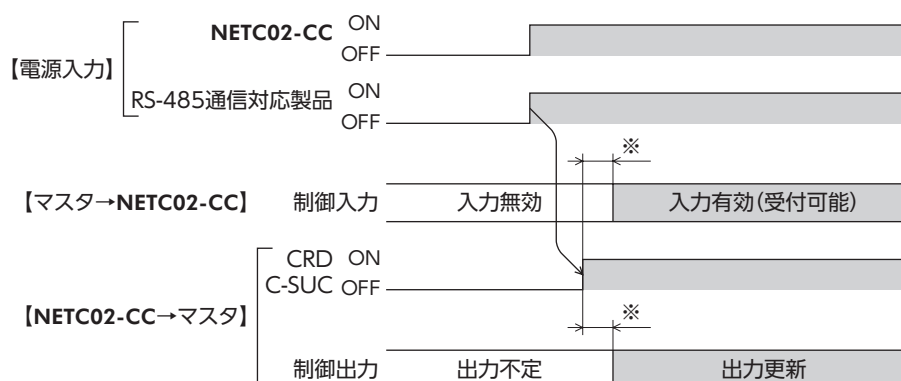 NETC02-CC ON
OFF
【電源入力】
RS-485通信対応製品 ON
OFF
※
【マスタ→NETC02-CC】 制御入力 入力無効 入力有効(受付可能)
CRD ON
C-SUC OFF
【NETC02-CC→マスタ】
※
制御出力 出力不定 出力更新